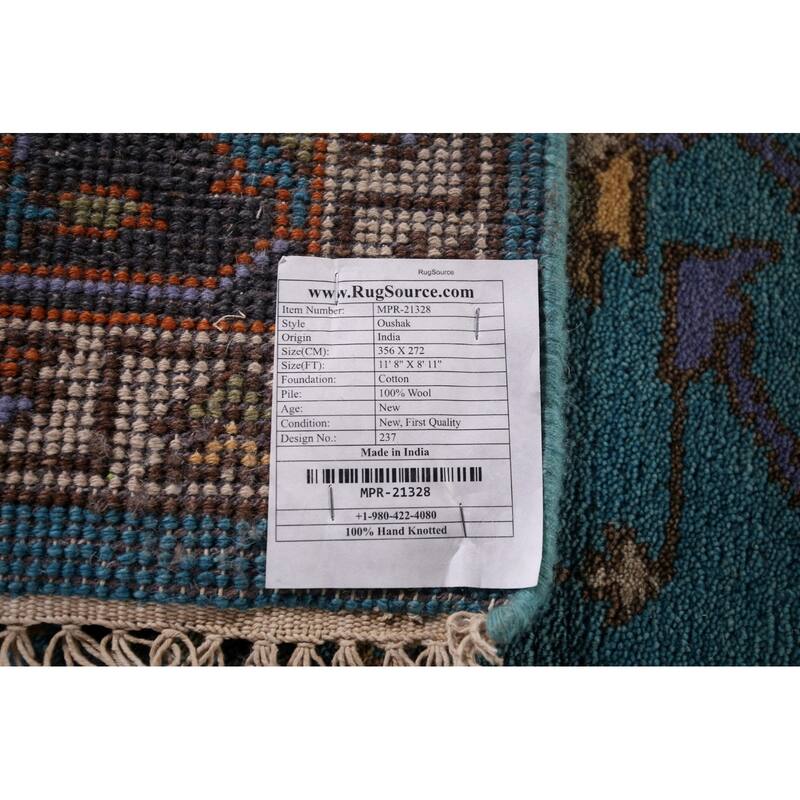 RugSource
www.RugSource.com
Item Number: MPR-21328
Style Oushak
Origin India
Size(CM): 356 X 272
Size(FT): 11' 8" X 8' 11"
Foundation: Cotton
Pile: 100% Wool
Age: New
Condition: New, First Quality
Design No.: 237
Made in India
MPR-21328
+1-980-422-4080
100% Hand Knotted